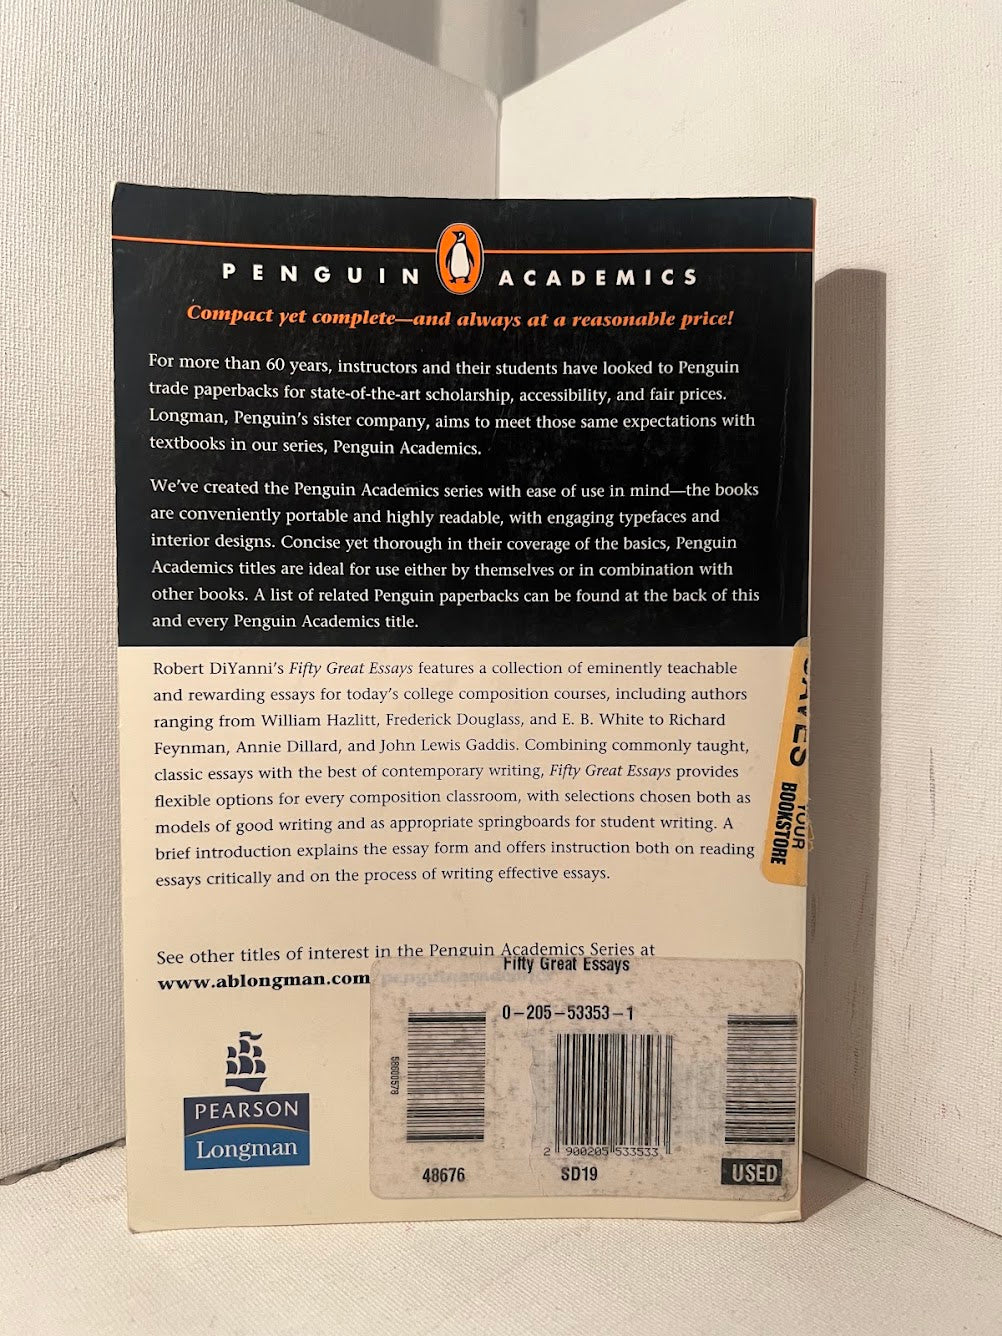 PENGUIN ACADEMICS
Compact yet complete—and always at a reasonable price!
For more than 60 years, instructors and their students have looked to Penguin
trade paperbacks for state-of-the-art scholarship, accessibility, and fair prices.
Longman, Penguin's sister company, aims to meet those same expectations with
textbooks in our series, Penguin Academics.
We've created the Penguin Academics series with ease of use in mind—the books
are conveniently portable and highly readable, with engaging typefaces and
interior designs. Concise yet thorough in their coverage of the basics, Penguin
Academics titles are ideal for use either by themselves or in combination with
other books. A list of related Penguin paperbacks can be found at the back of this
and every Penguin Academics title.
Robert DiYanni's Fifty Great Essays features a collection of eminently teachable
and rewarding essays for today's college composition courses, including authors
ranging from William Hazlitt, Frederick Douglass, and E. B. White to Richard
Feynman, Annie Dillard, and John Lewis Gaddis. Combining commonly taught,
classic essays with the best of contemporary writing, Fifty Great Essays provides
flexible options for every composition classroom, with selections chosen both as
models of good writing and as appropriate springboards for student writing. A
brief introduction explains the essay form and offers instruction both on reading
essays critically and on the process of writing effective essays.
YOUR
BOOKSTORE
See other titles of interest in the Penguin Academics Series at
www.ablongman.com
Fifty Great Essays
0-205-53353-1
58000578
2 900205 533533
48676
SD19
USED
PEARSON
Longman